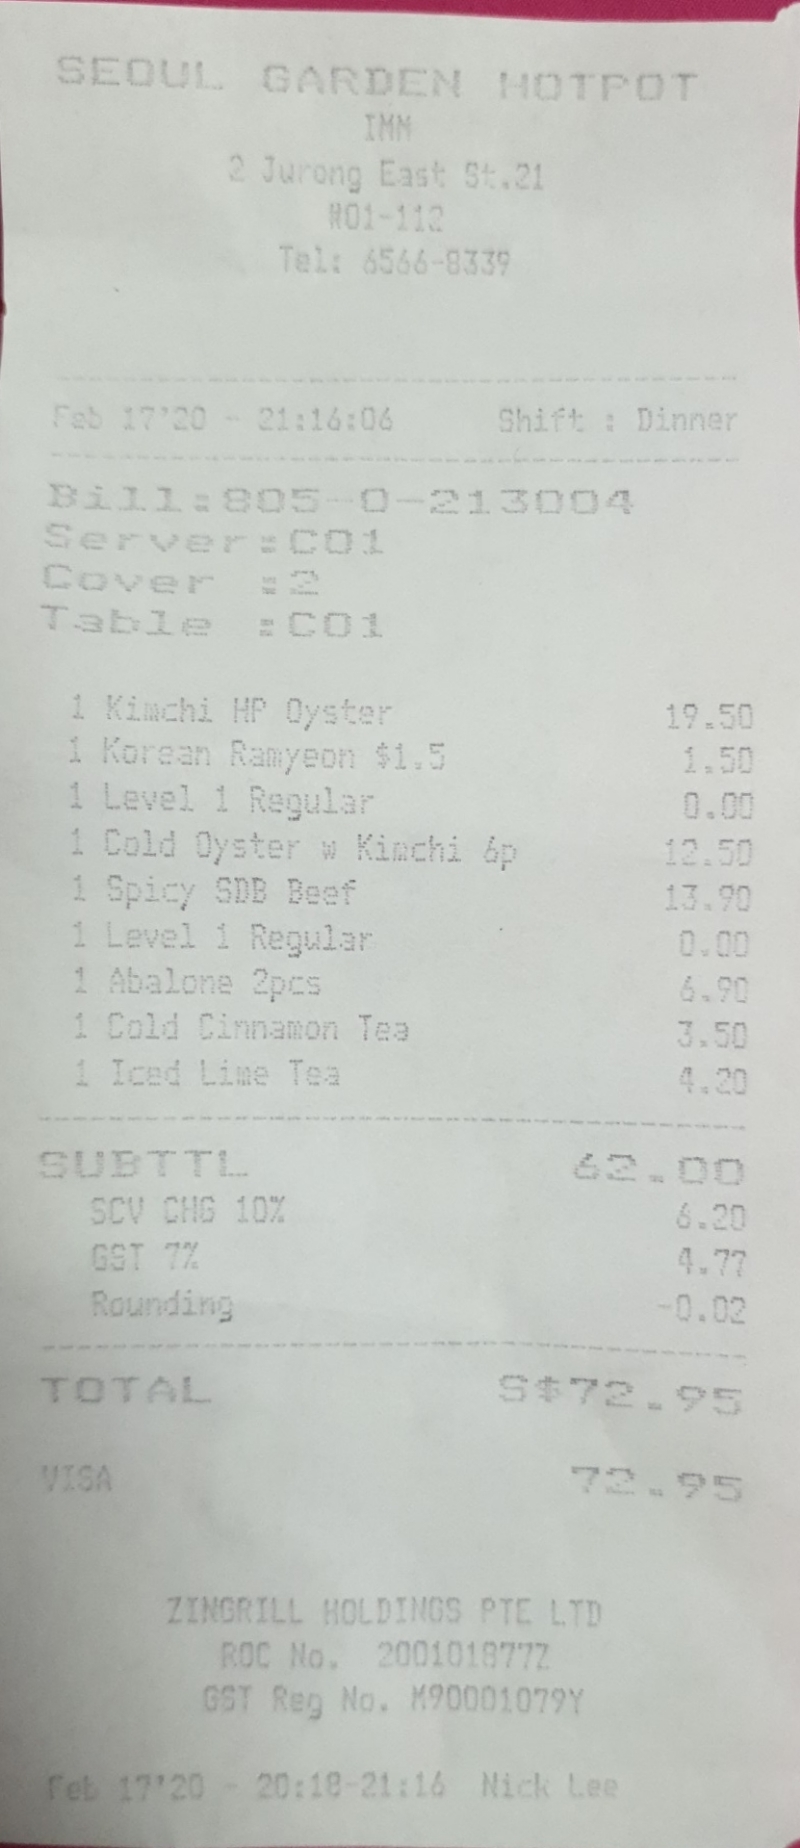 SEOUL GARDEN HOTPOT
IMM
2 Jurong East St.21
#01-112
Tel: 6566-8339
Feb 17'20 - 21:16:06 Shift : Dinner
Bill:805-0-213004
Server:C01
Cover :2
Table :C01
1 Kimchi HP Oyster 19.50
1 Korean Ramyeon $1.5 1.50
1 Level 1 Regular 0.00
1 Cold Oyster w Kimchi 6p 12.50
1 Spicy SDB Beef 13.90
1 Level 1 Regular 0.00
1 Abalone 2pcs 6.90
1 Cold Cinnamon Tea 3.50
1 Iced Lime Tea 4.20
SUBTTL 62.00
SCV CHG 10% 6.20
GST 7% 4.77
Rounding -0.02
TOTAL S$72.95
VISA 72.95
ZINGRILL HOLDINGS PTE LTD
ROC No. 200101877Z
GST Reg No. M90001079Y
Feb 17'20 - 20:18-21:16 Nick Lee